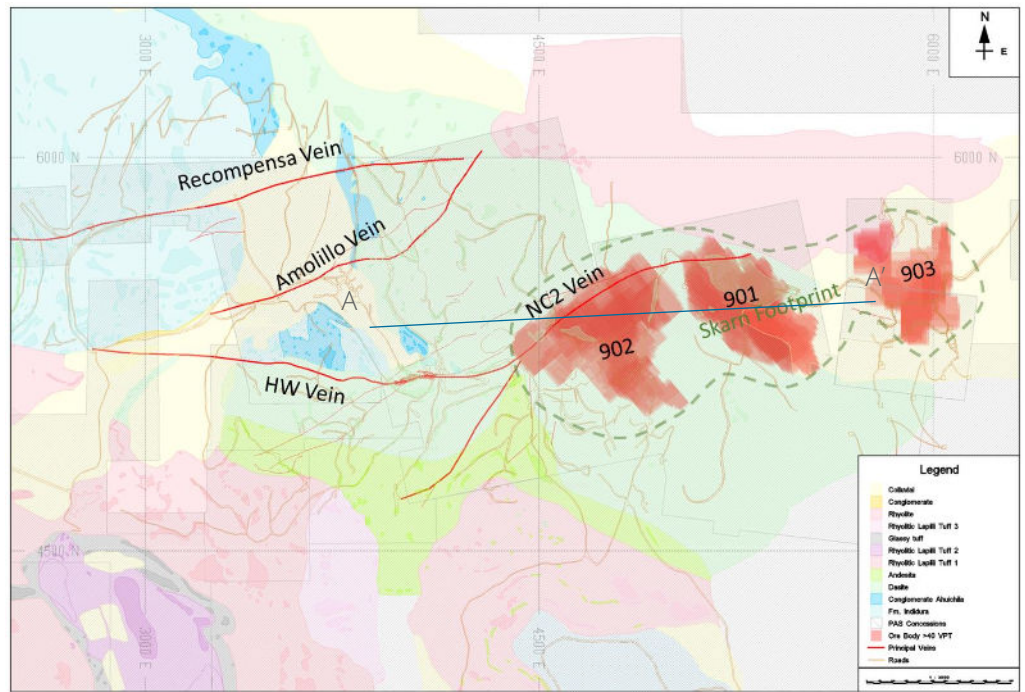 N
E
3000 E
4500 E
6000 E
6000 N
6000 N
Recompensa Vein
Amolillo Vein
A
NC2 Vein
HW Vein
902
901
Skarn Footprint
A'
903
4500 N
3000 E
4500 E
Legend
Colluvial
Conglomerate
Rhyolite
Rhyolitic Lapilli Tuff 3
Glassy tuff
Rhyolitic Lapilli Tuff 2
Rhyolitic Lapilli Tuff 1
Andesita
Dasite
Conglomerate Ahuichila
Fm. Indidura
PAS Concessions
Ore Body >40 VPT
Principal Veins
Roads